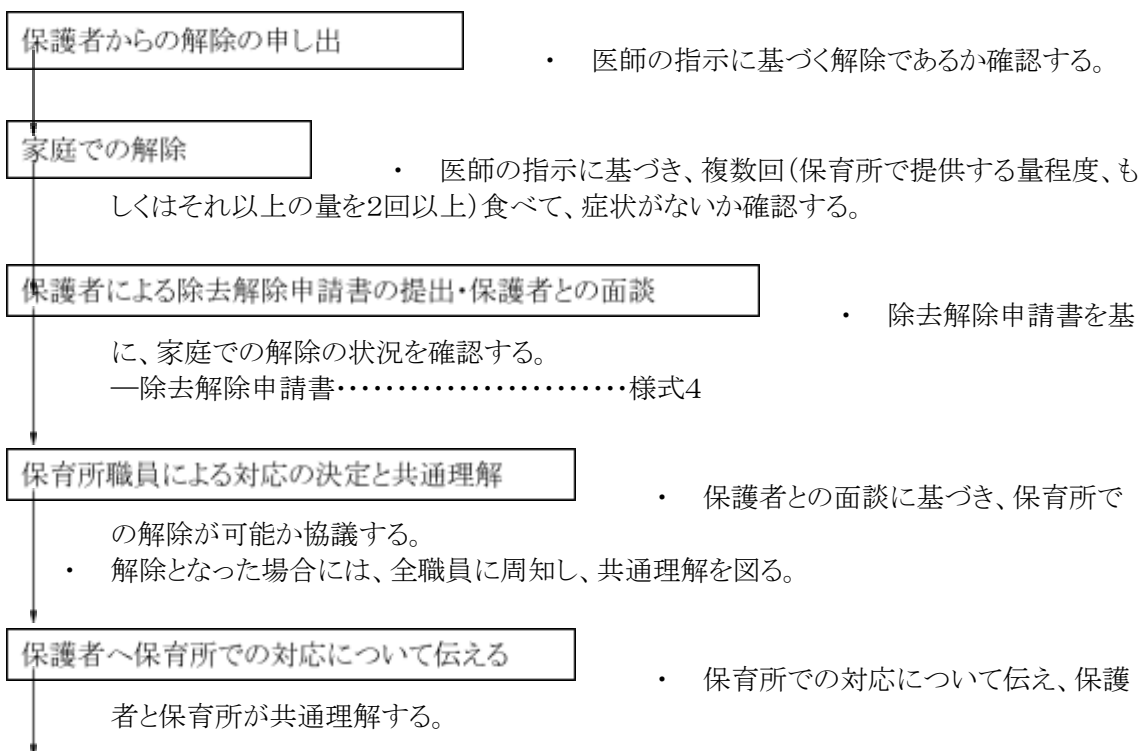 保護者からの解除の申し出
・ 医師の指示に基づく解除であるか確認する。
家庭での解除
・ 医師の指示に基づき、複数回(保育所で提供する量程度、も
しくはそれ以上の量を2回以上)食べて、症状がないか確認する。
保護者による除去解除申請書の提出・保護者との面談
・ 除去解除申請書を基
に、家庭での解除の状況を確認する。
―除去解除申請書・・・・・・・・・・・・・・・・・・・・・・・・様式4
保育所職員による対応の決定と共通理解
・ 保護者との面談に基づき、保育所で
の解除が可能か協議する。
・ 解除となった場合には、全職員に周知し、共通理解を図る。
保護者へ保育所での対応について伝える
・ 保育所での対応について伝え、保護
者と保育所が共通理解する。